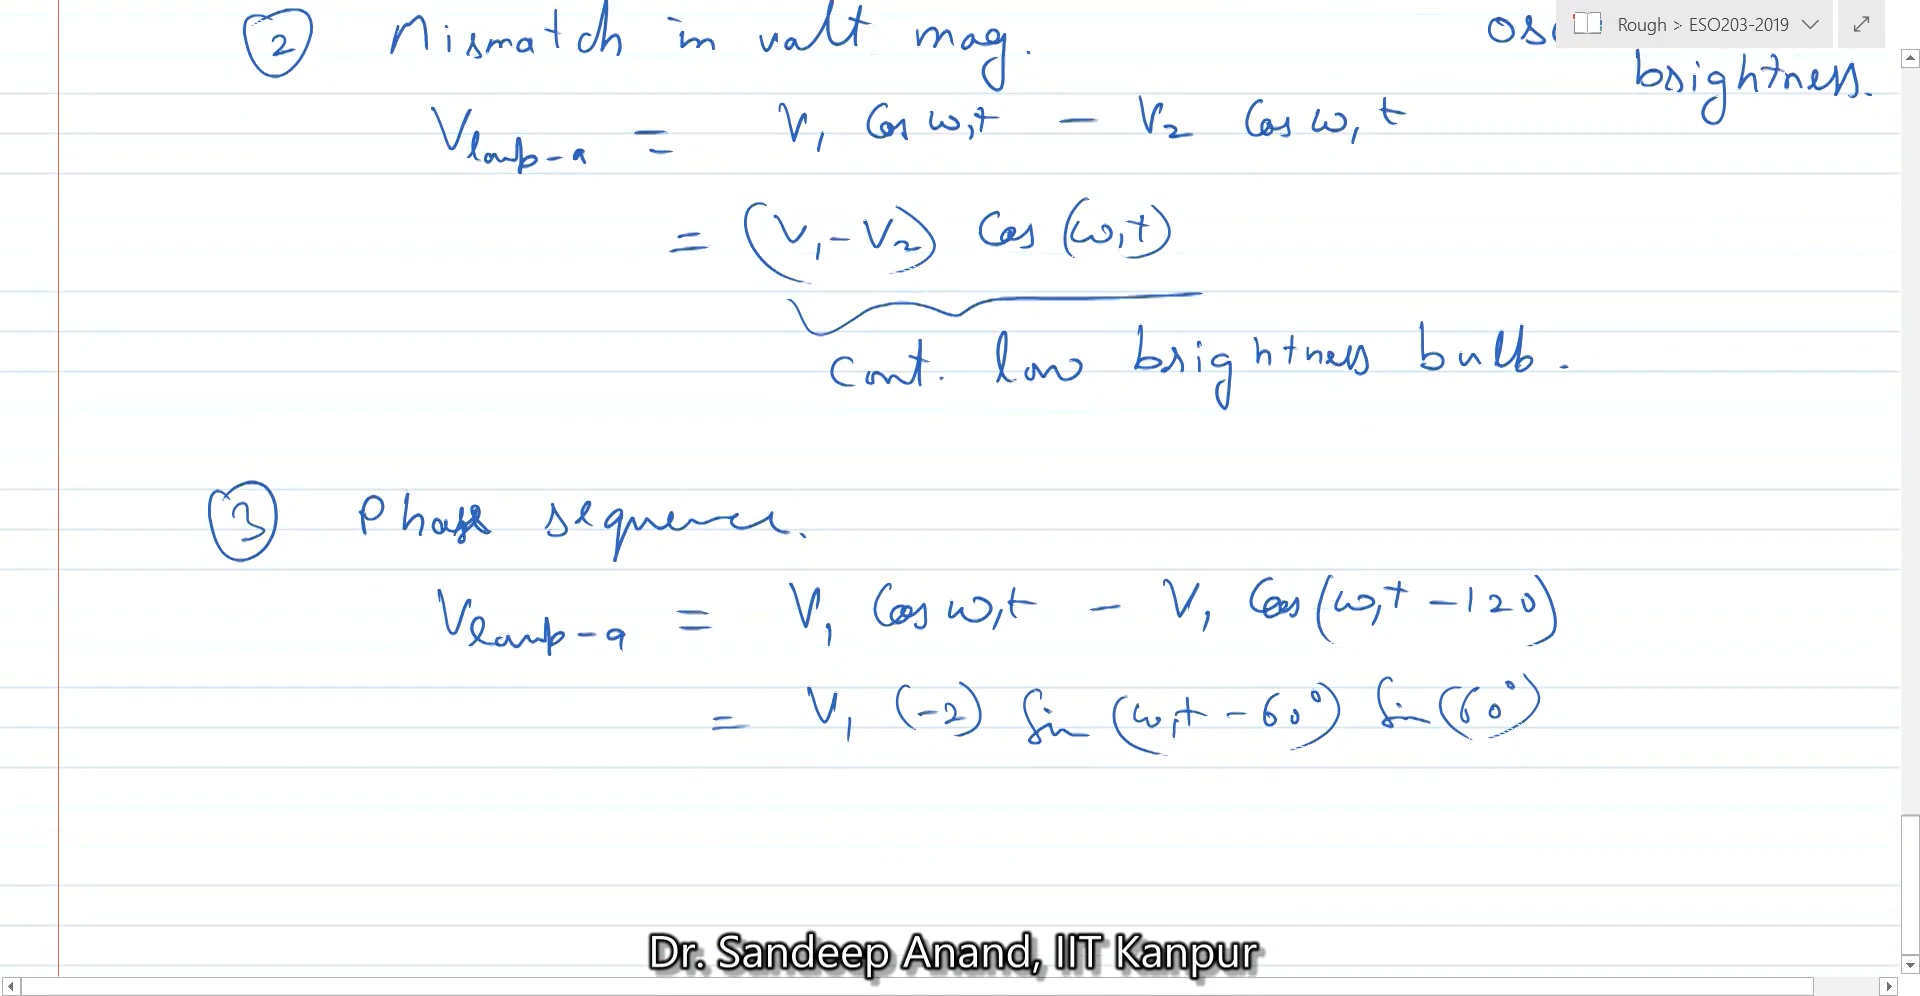 Rough > ESO203-2019
② Mismatch in valt mag.
brightness.
Vlamp-a = V₁ Cos ω₁t - V₂ Cos ω₁t
= (V₁ - V₂) Cos (ω₁t)
Cont. low brightness bulb.
③ Phase sequence.
Vlamp-a = V₁ Cos ω₁t - V₁ Cos (ω₁t - 120)
= V₁ (-2) Sin (ω₁t - 60°) Sin (60°)
Dr. Sandeep Anand, IIT Kanpur